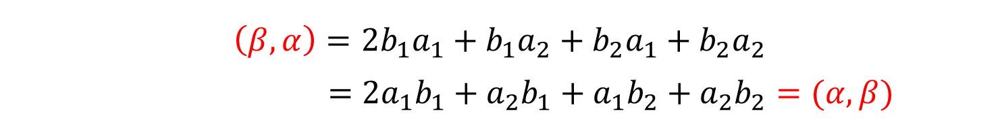 (β, α) = 2b₁a₁ + b₁a₂ + b₂a₁ + b₂a₂
= 2a₁b₁ + a₂b₁ + a₁b₂ + a₂b₂ = (α, β)